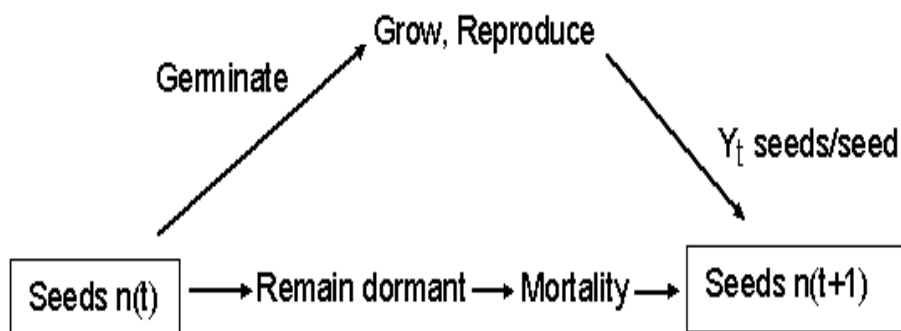 Grow, Reproduce
Germinate
Yt seeds/seed
Seeds n(t)
Remain dormant
Mortality
Seeds n(t+1)